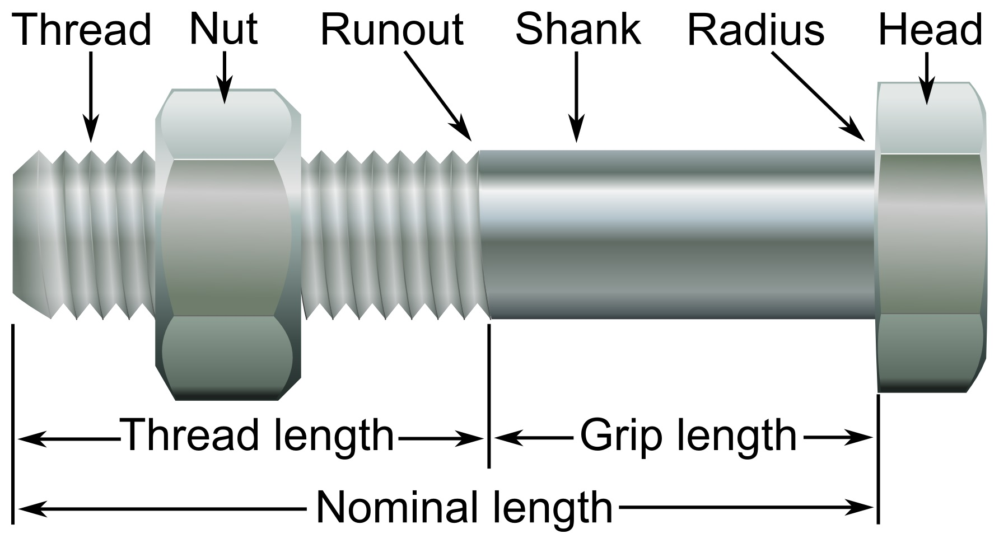 Thread Nut Runout Shank Radius Head
Thread length Grip length
Nominal length